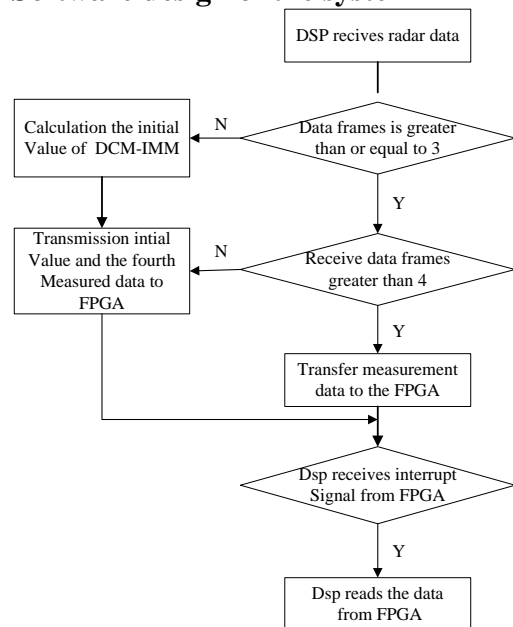 DSP recives radar data
Calculation the initial
Value of DCM-IMM
N
Data frames is greater
than or equal to 3
Y
Transmission intial
Value and the fourth
Measured data to
FPGA
N
Receive data frames
greater than 4
Y
Transfer measurement
data to the FPGA
Dsp receives interrupt
Signal from FPGA
Y
Dsp reads the data
from FPGA